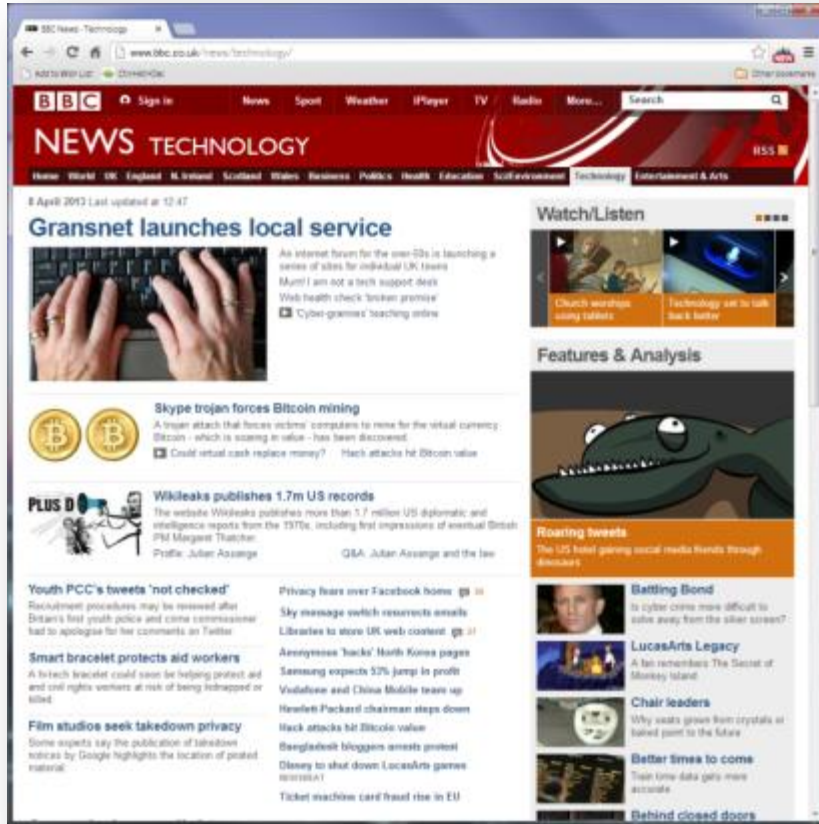 BBC News - Technology
www.bbc.co.uk/news/technology/
Add to Wish List
Other bookmarks
BBC Sign in News Sport Weather iPlayer TV Radio More... Search
NEWS TECHNOLOGY
RSS
Home World UK England N.Ireland Scotland Wales Business Politics Health Education Sci/Environment Technology Entertainment & Arts
8 April 2013 Last updated at 12:47
Gransnet launches local service
An internet forum for the over-50s is launching a
series of sites for individual UK towns
Mum! I am not a tech support desk
Web health check 'broken promise'
'Cyber-grannies' teaching online
Skype trojan forces Bitcoin mining
A trojan attack that forces victims' computers to mine for the virtual currency
Bitcoin - which is soaring in value - has been discovered.
Could virtual cash replace money? Hack attacks hit Bitcoin value
PLUS D
Wikileaks publishes 1.7m US records
The website Wikileaks publishes more than 1.7 million US diplomatic and
intelligence reports from the 1970s, including first impressions of eventual British
PM Margaret Thatcher.
Profile: Julian Assange Q&A: Julian Assange and the law
Youth PCC's tweets 'not checked'
Recruitment procedures may be reviewed after
Britain's first youth police and crime commissioner
had to apologise for her comments on Twitter.
Smart bracelet protects aid workers
A hi-tech bracelet could soon be helping protect aid
and civil rights workers at risk of being kidnapped or
killed.
Film studios seek takedown privacy
Some experts say the publication of takedown
notices by Google highlights the location of pirated
material.
Privacy fears over Facebook home
Sky message switch resurrects emails
Libraries to store UK web content
Anonymous 'hacks' North Korea pages
Samsung expects 53% jump in profit
Vodafone and China Mobile team up
Hewlett-Packard chairman steps down
Hack attacks hit Bitcoin value
Bangladesh bloggers arrests protest
Disney to shut down LucasArts games
Ticket machine card fraud rise in EU
Watch/Listen
Church worships
using tablets
Technology set to talk
back better
Features & Analysis
Roaring tweets
The US hotel gaining social media friends through
dinosaurs
Battling Bond
Is cyber crime more difficult to
solve away from the silver screen?
LucasArts Legacy
A fan remembers The Secret of
Monkey Island
Chair leaders
Why seats grown from crystals or
baked point to the future
Better times to come
Train time data gets more
accurate
Behind closed doors